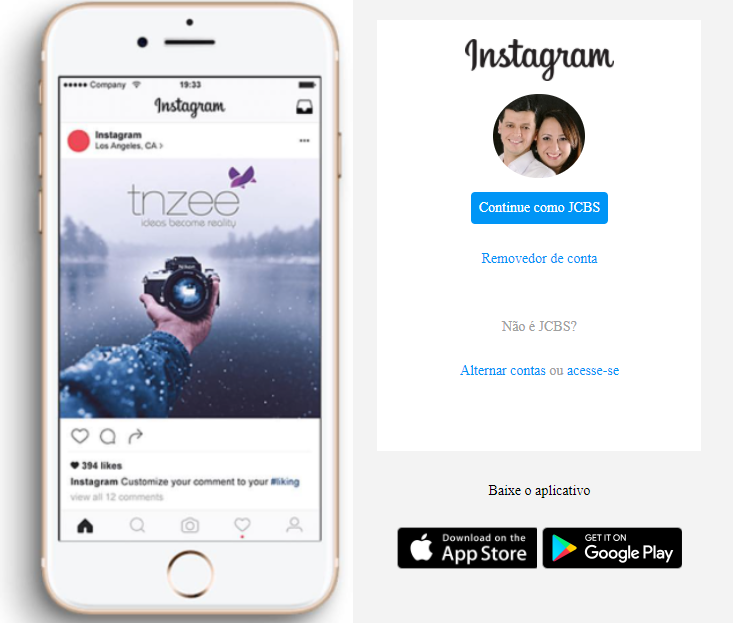 Company
19:33
Instagram
Instagram
Los Angeles, CA
tnzee
ideas become reality
Nikon
394 likes
Instagram Customize your comment to your #liking
view all 12 comments
Instagram
Continue como JCBS
Removedor de conta
Não é JCBS?
Alternar contas ou acesse-se
Baixe o aplicativo
Download on the
App Store
GET IT ON
Google Play